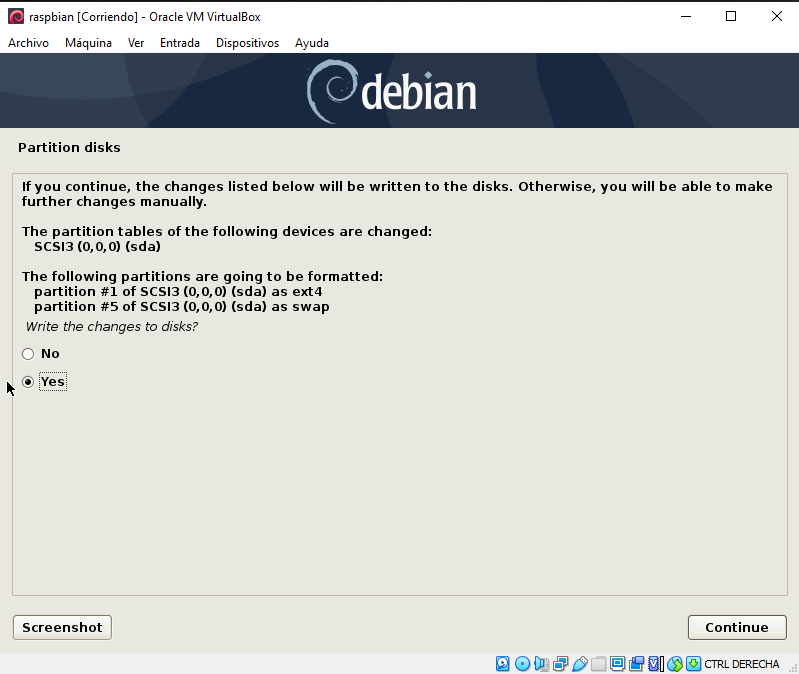 raspbian [Corriendo] - Oracle VM VirtualBox
Archivo Máquina Ver Entrada Dispositivos Ayuda
debian
Partition disks
If you continue, the changes listed below will be written to the disks. Otherwise, you will be able to make
further changes manually.
The partition tables of the following devices are changed:
SCSI3 (0,0,0) (sda)
The following partitions are going to be formatted:
partition #1 of SCSI3 (0,0,0) (sda) as ext4
partition #5 of SCSI3 (0,0,0) (sda) as swap
Write the changes to disks?
No
Yes
Screenshot
Continue
CTRL DERECHA